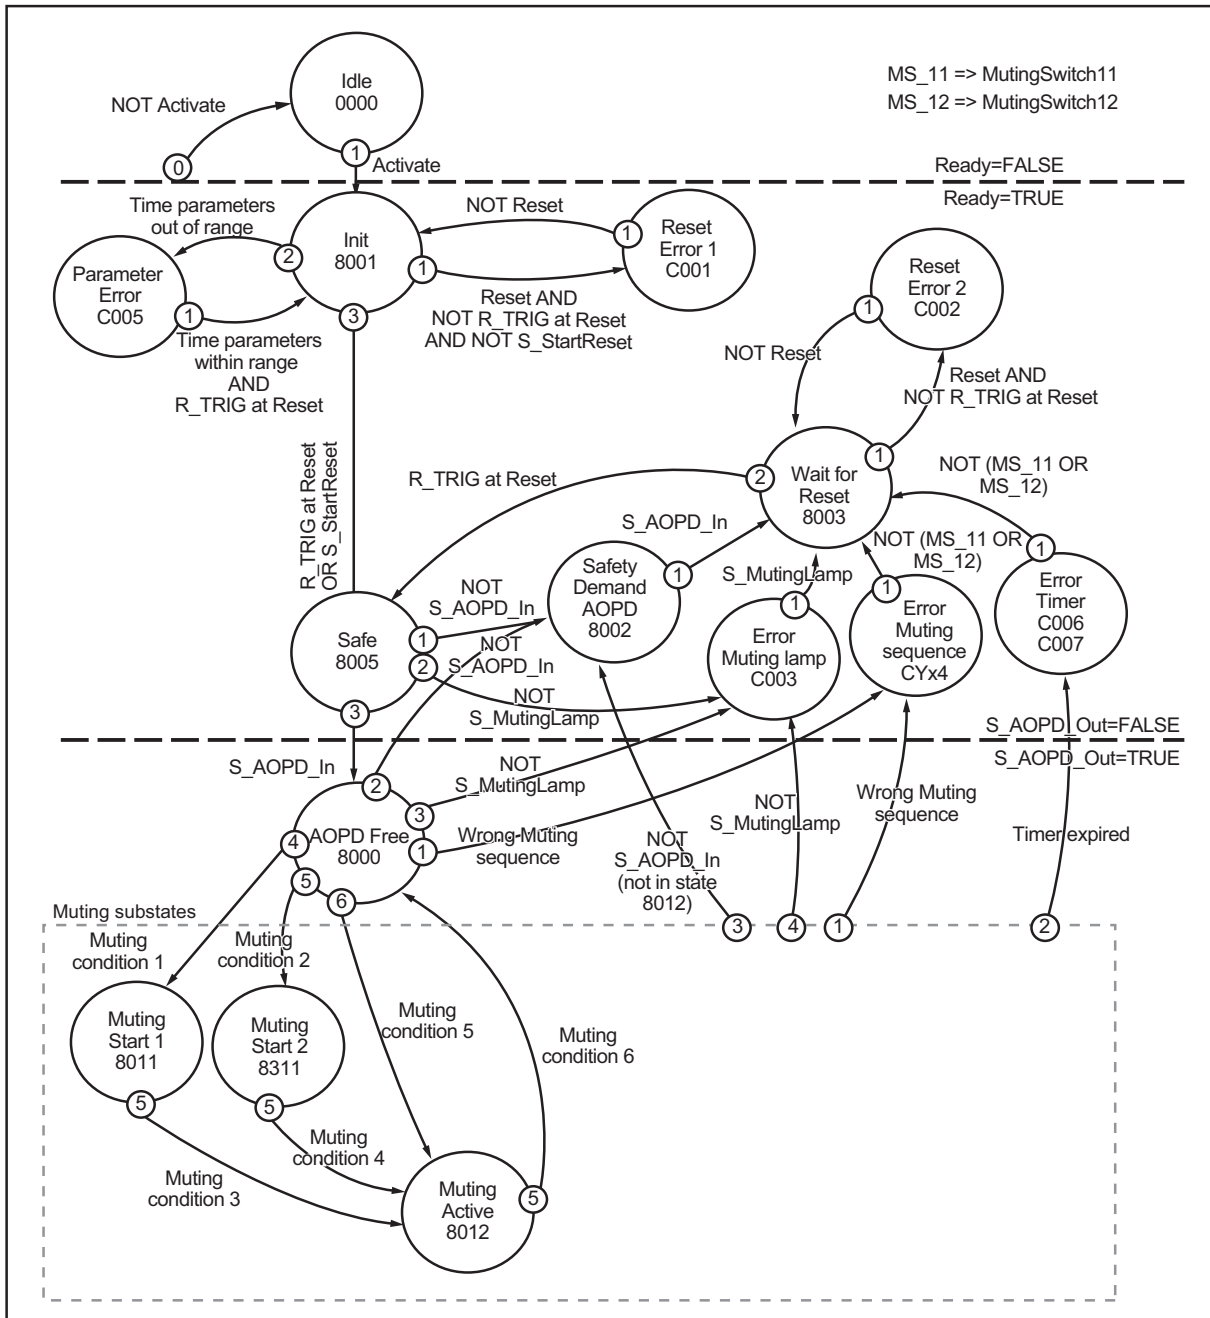 Idle
0000
MS_11 => MutingSwitch11
MS_12 => MutingSwitch12
NOT Activate
0
1
Activate
Ready=FALSE
Ready=TRUE
Time parameters
out of range
NOT Reset
Init
8001
2
1
3
1
Reset
Error 1
C001
Parameter
Error
C005
1
Time parameters
within range
AND
R_TRIG at Reset
Reset AND
NOT R_TRIG at Reset
AND NOT S_StartReset
Reset
Error 2
C002
1
NOT Reset
Reset AND
NOT R_TRIG at Reset
R_TRIG at Reset
OR S_StartReset
R_TRIG at Reset
2
1
Wait for
Reset
8003
NOT (MS_11 OR
MS_12)
S_AOPD_In
NOT (MS_11 OR
MS_12)
S_MutingLamp
Safety
Demand
AOPD
8002
1
1
Error
Muting lamp
C003
1
Error
Muting
sequence
CYx4
1
Error
Timer
C006
C007
Safe
8005
1
2
3
NOT
S_AOPD_In
NOT
S_AOPD_In
NOT
S_MutingLamp
S_AOPD_Out=FALSE
S_AOPD_Out=TRUE
S_AOPD_In
2
3
1
4
5
6
AOPD Free
8000
NOT
S_MutingLamp
Wrong Muting
sequence
NOT
S_AOPD_In
(not in state
8012)
NOT
S_MutingLamp
Wrong Muting
sequence
Timer expired
3
4
1
2
Muting substates
Muting
condition 1
Muting
condition 2
Muting
condition 5
Muting
condition 6
Muting
Start 1
8011
5
Muting
Start 2
8311
5
Muting
condition 3
Muting
condition 4
Muting
Active
8012
5